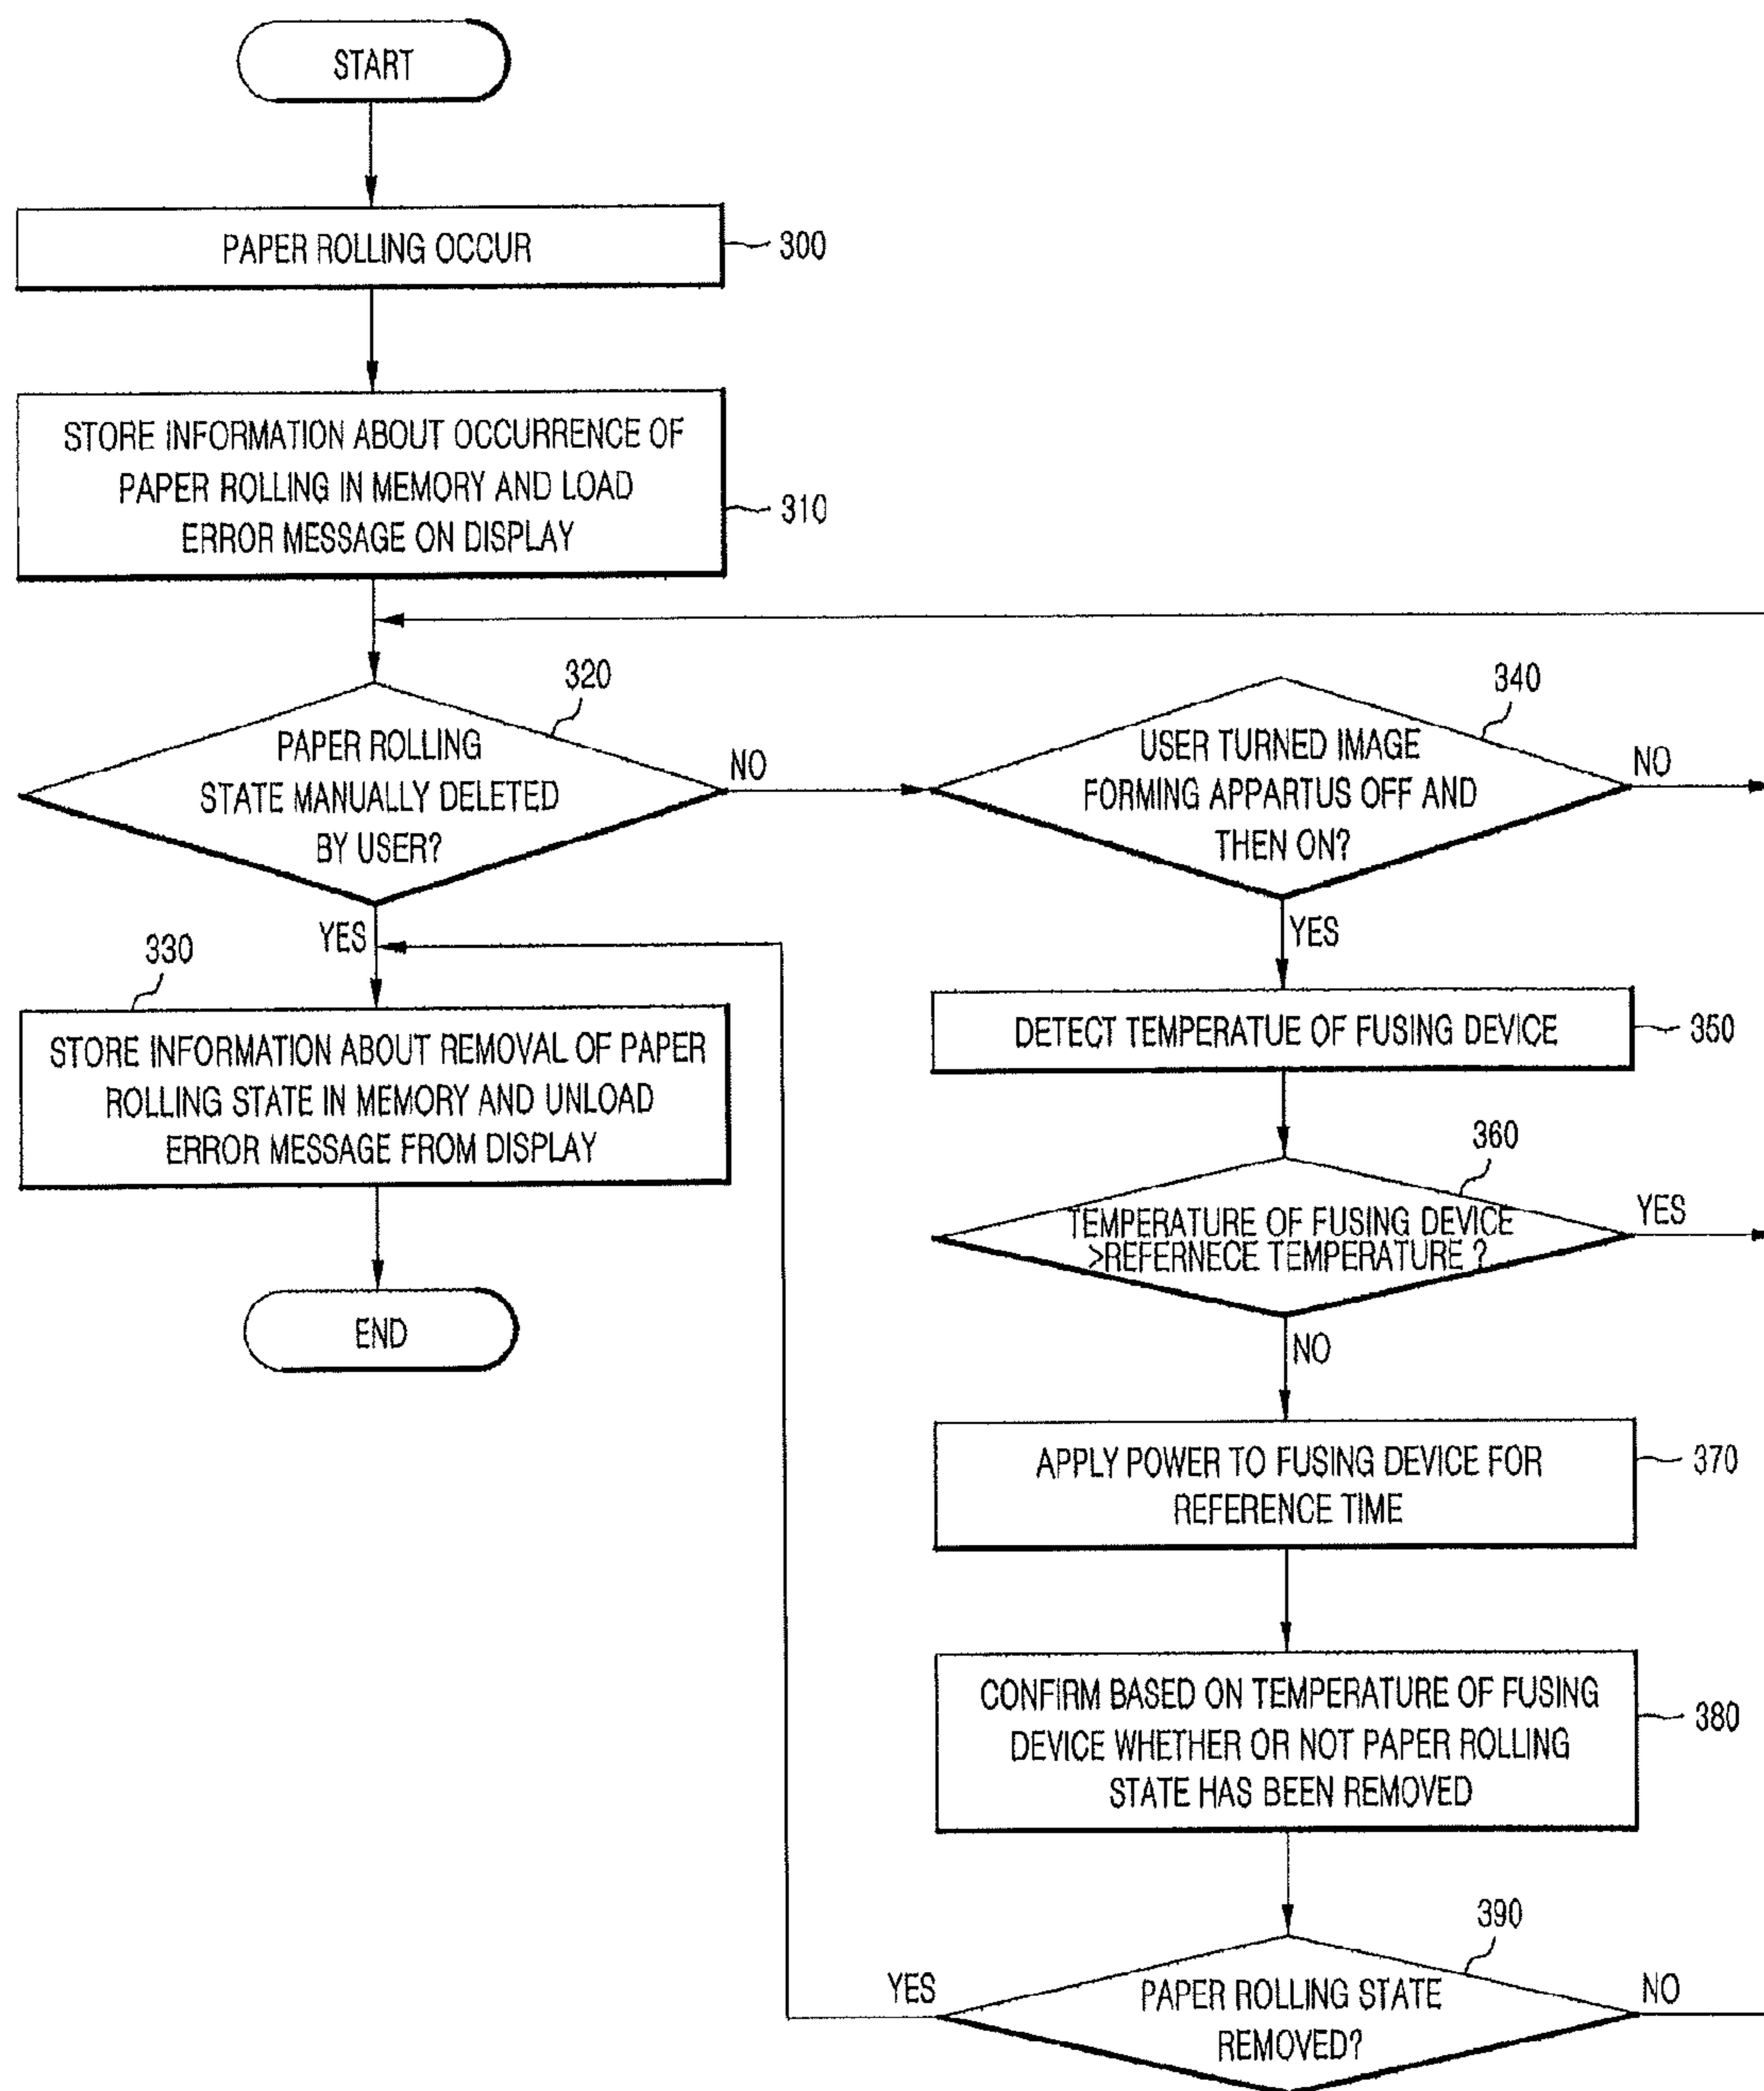 START
PAPER ROLLING OCCUR
300
STORE INFORMATION ABOUT OCCURRENCE OF
PAPER ROLLING IN MEMORY AND LOAD
ERROR MESSAGE ON DISPLAY
310
320
PAPER ROLLING
STATE MANUALLY DELETED
BY USER?
NO
YES
340
USER TURNED IMAGE
FORMING APPARTUS OFF AND
THEN ON?
NO
YES
330
STORE INFORMATION ABOUT REMOVAL OF PAPER
ROLLING STATE IN MEMORY AND UNLOAD
ERROR MESSAGE FROM DISPLAY
END
DETECT TEMPERATUE OF FUSING DEVICE
350
360
TEMPERATURE OF FUSING DEVICE
>REFERNECE TEMPERATURE ?
YES
NO
APPLY POWER TO FUSING DEVICE FOR
REFERENCE TIME
370
CONFIRM BASED ON TEMPERATURE OF FUSING
DEVICE WHETHER OR NOT PAPER ROLLING
STATE HAS BEEN REMOVED
380
390
YES
PAPER ROLLING STATE
REMOVED?
NO